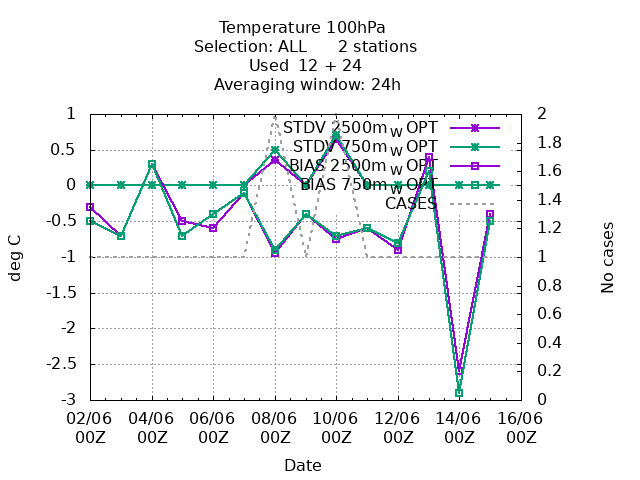 Temperature 100hPa
Selection: ALL 2 stations
Used 12 + 24
Averaging window: 24h
STDV 2500m_W OPT
STDV 750m_W OPT
BIAS 2500m_W OPT
BIAS 750m_W OPT
CASES
1
0.5
0
-0.5
-1
-1.5
-2
-2.5
-3
deg C
2
1.8
1.6
1.4
1.2
1
0.8
0.6
0.4
0.2
0
No cases
02/06 04/06 06/06 08/06 10/06 12/06 14/06 16/06
00Z 00Z 00Z 00Z 00Z 00Z 00Z 00Z
Date